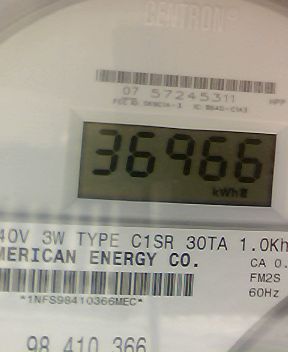 CENTRON
07 57245311
36966
kWh
40V 3W TYPE C1SR 30TA 1.0Kh
MERICAN ENERGY CO.
CA 0.
FM2S
60Hz
*1NFS98410366MEC*
98 410 366